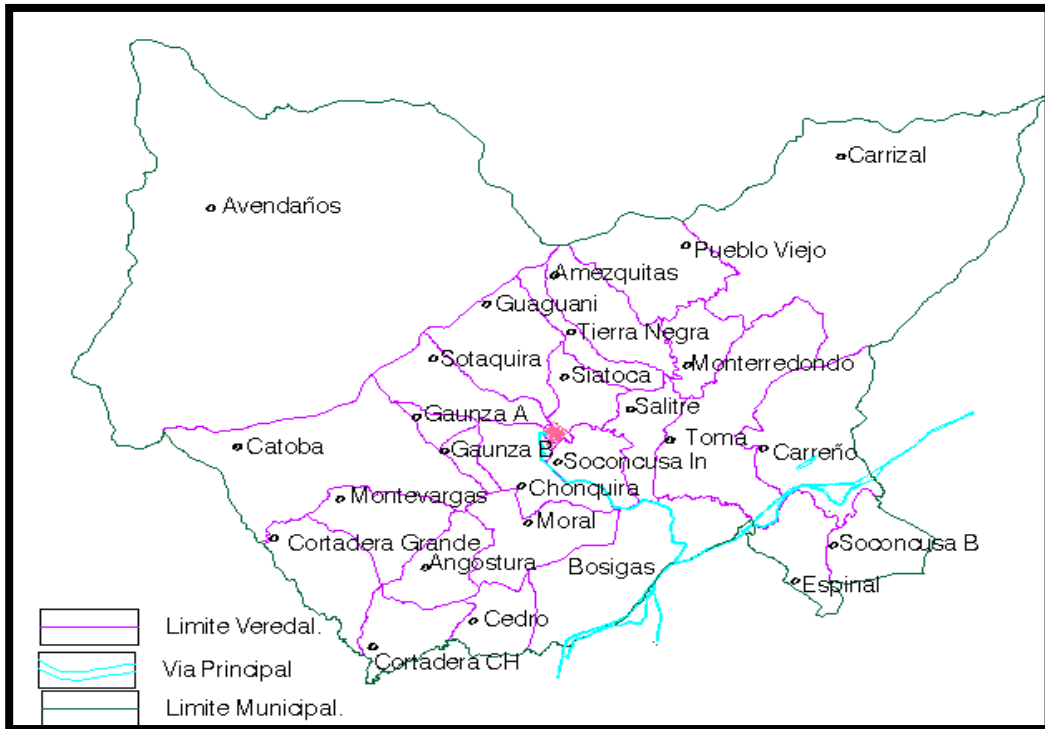 Carrizal
Avendaños
Pueblo Viejo
Amezquitas
Guaguani
Tierra Negra
Sotaquira
Monterredondo
Siatoca
Salitre
Gaunza A
Toma
Catoba
Gaunza B
Carreño
Soconcusa In
Chonquira
Montevargas
Moral
Cortadera Grande
Soconcusa B
Angostura
Bosigas
Espinal
Cedro
Limite Veredal.
Cortadera CH
Via Principal
Limite Municipal.